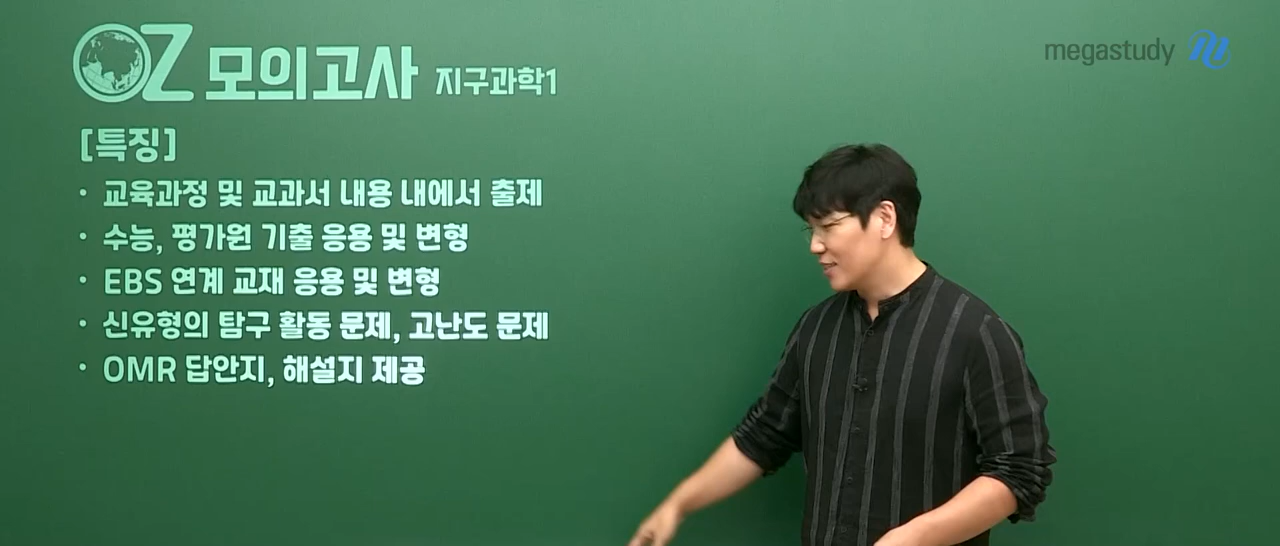 OZ 모의고사 지구과학1
megastudy
[특징]
· 교육과정 및 교과서 내용 내에서 출제
· 수능, 평가원 기출 응용 및 변형
· EBS 연계 교재 응용 및 변형
· 신유형의 탐구 활동 문제, 고난도 문제
· OMR 답안지, 해설지 제공